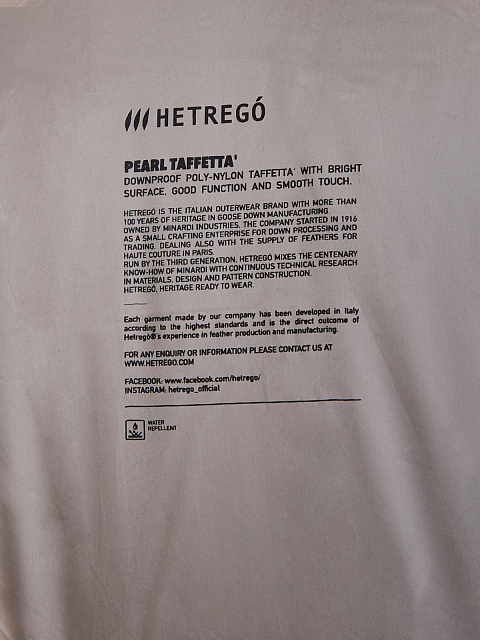 HETREGÓ
PEARL TAFFETTA'
DOWNPROOF POLY-NYLON TAFFETTA' WITH BRIGHT
SURFACE, GOOD FUNCTION AND SMOOTH TOUCH.
HETREGÓ IS THE ITALIAN OUTERWEAR BRAND WITH MORE THAN
100 YEARS OF HERITAGE IN GOOSE DOWN MANUFACTURING.
OWNED BY MINARDI INDUSTRIES, THE COMPANY STARTED IN 1916
AS A SMALL CRAFTING ENTERPRISE FOR DOWN PROCESSING AND
TRADING. DEALING ALSO WITH THE SUPPLY OF FEATHERS FOR
HAUTE COUTURE IN PARIS.
RUN BY THE THIRD GENERATION, HETREGÓ MIXES THE CENTENARY
KNOW-HOW OF MINARDI WITH CONTINUOUS TECHNICAL RESEARCH
IN MATERIALS, DESIGN AND PATTERN CONSTRUCTION.
HETREGÓ, HERITAGE READY TO WEAR.
Each garment made by our company has been developed in Italy
according to the highest standards and is the direct outcome of
Hetregó®'s experience in feather production and manufacturing.
FOR ANY ENQUIRY OR INFORMATION PLEASE CONTACT US AT
WWW.HETREGO.COM
FACEBOOK: www.facebook.com/hetrego/
INSTAGRAM: hetrego_official
WATER
REPELLENT